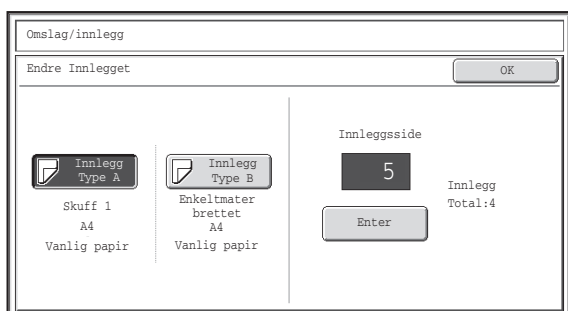 Omslag/innlegg
Endre Innlegget
OK
Innlegg
Type A
Skuff 1
A4
Vanlig papir
Innlegg
Type B
Enkeltmater
brettet
A4
Vanlig papir
Innleggsside
5
Enter
Innlegg
Total:4